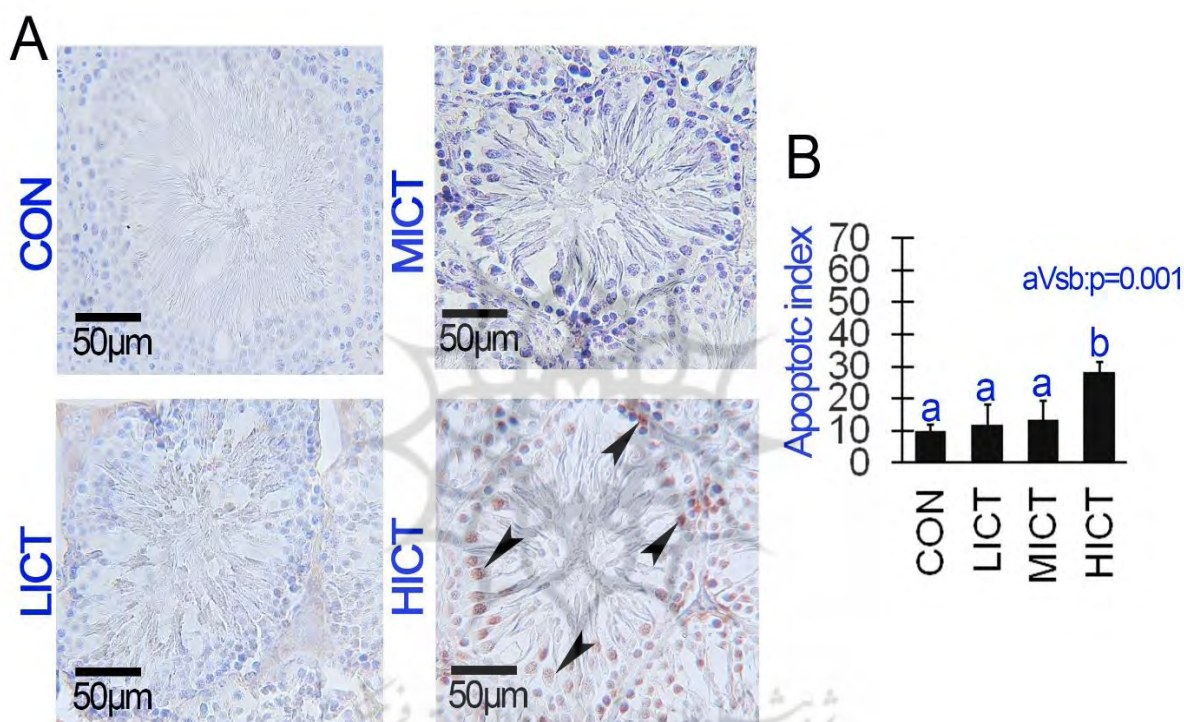 A
CON
50µm
MICT
50µm
LICT
50µm
HICT
50µm
B
Apoptotc index
70
60
50
40
30
20
10
0
aVsb:p=0.001
a
a
a
b
CON
LICT
MICT
HICT